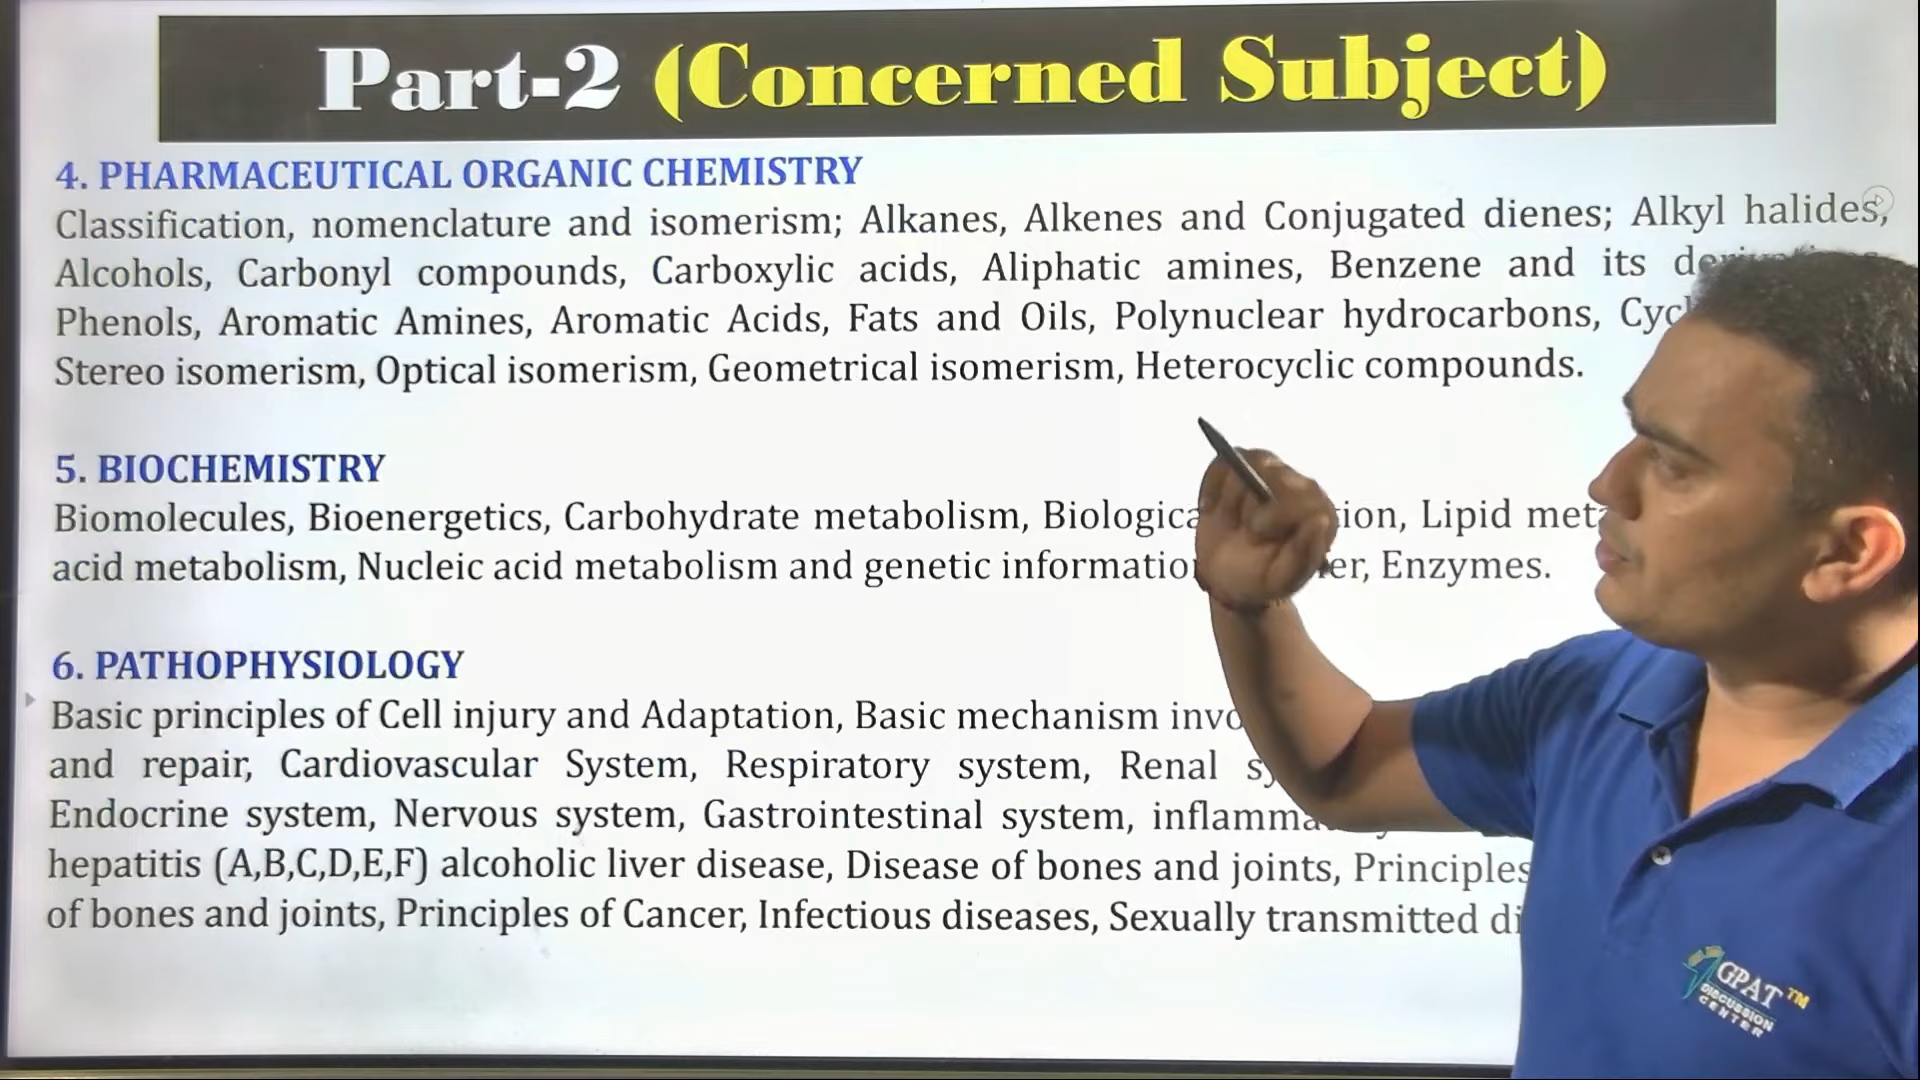 Part-2 (Concerned Subject)
4. PHARMACEUTICAL ORGANIC CHEMISTRY
Classification, nomenclature and isomerism; Alkanes, Alkenes and Conjugated dienes; Alkyl halides,
Alcohols, Carbonyl compounds, Carboxylic acids, Aliphatic amines, Benzene and its
Phenols, Aromatic Amines, Aromatic Acids, Fats and Oils, Polynuclear hydrocarbons,
Stereo isomerism, Optical isomerism, Geometrical isomerism, Heterocyclic compounds.
5. BIOCHEMISTRY
Biomolecules, Bioenergetics, Carbohydrate metabolism, Lipid
acid metabolism, Nucleic acid metabolism and genetic Enzymes.
6. PATHOPHYSIOLOGY
Basic principles of Cell injury and Adaptation, Basic mechanism
and repair, Cardiovascular System, Respiratory system, Renal
Endocrine system, Nervous system, Gastrointestinal system,
hepatitis (A,B,C,D,E,F) alcoholic liver disease, Disease of bones and joints, Principles
of bones and joints, Principles of Cancer, Infectious diseases, Sexually transmitted
GPAT TM
DISCUSSION
CENTER